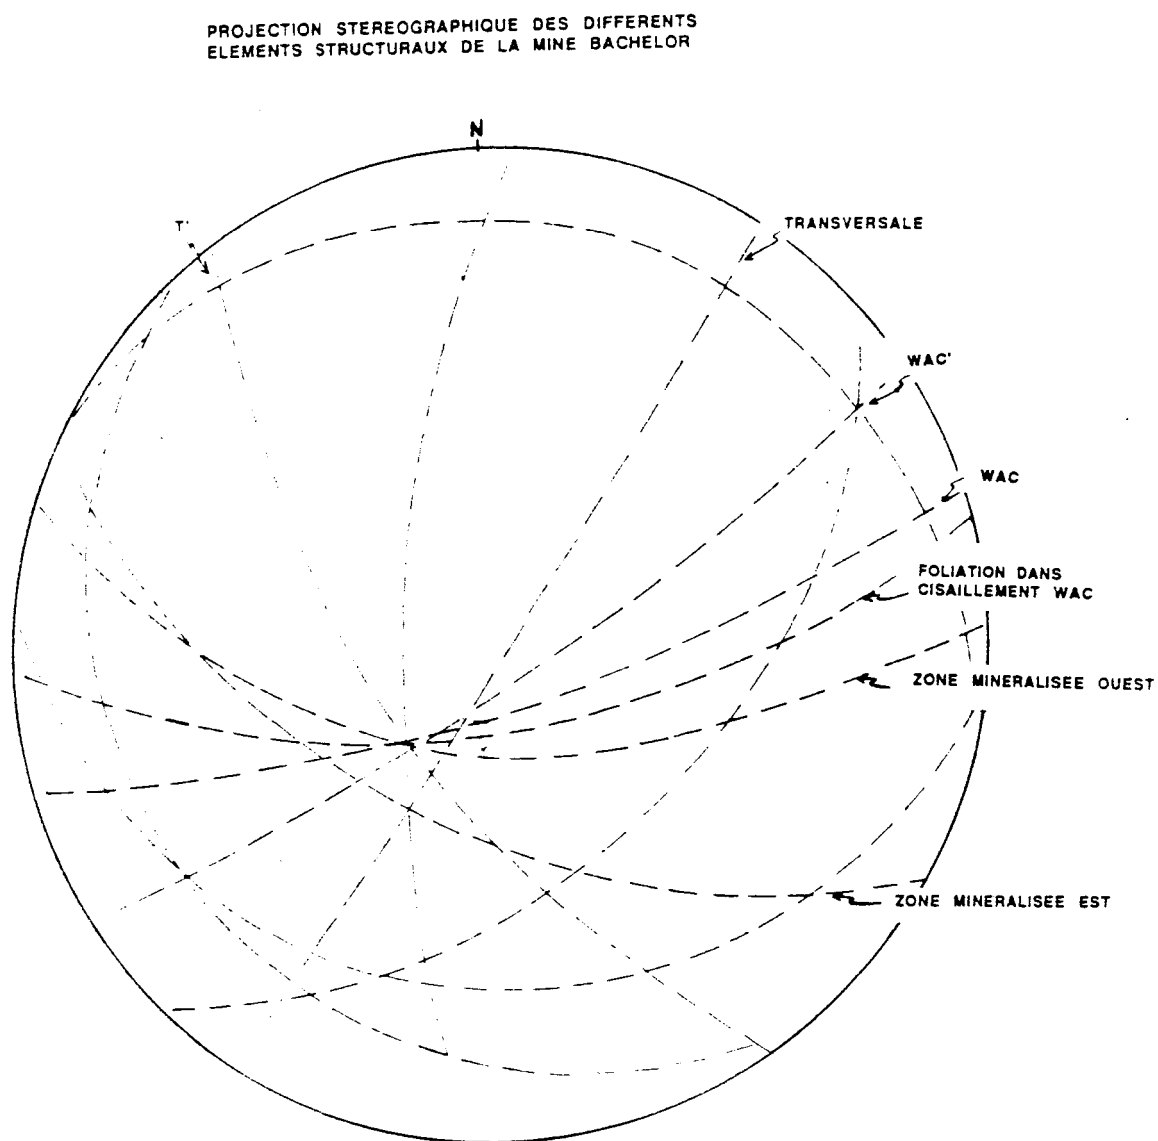 PROJECTION STEREOGRAPHIQUE DES DIFFERENTS
ELEMENTS STRUCTURAUX DE LA MINE BACHELOR
N
T'
TRANSVERSALE
WAC'
WAC
FOLIATION DANS
CISAILLEMENT WAC
ZONE MINERALISEE OUEST
ZONE MINERALISEE EST